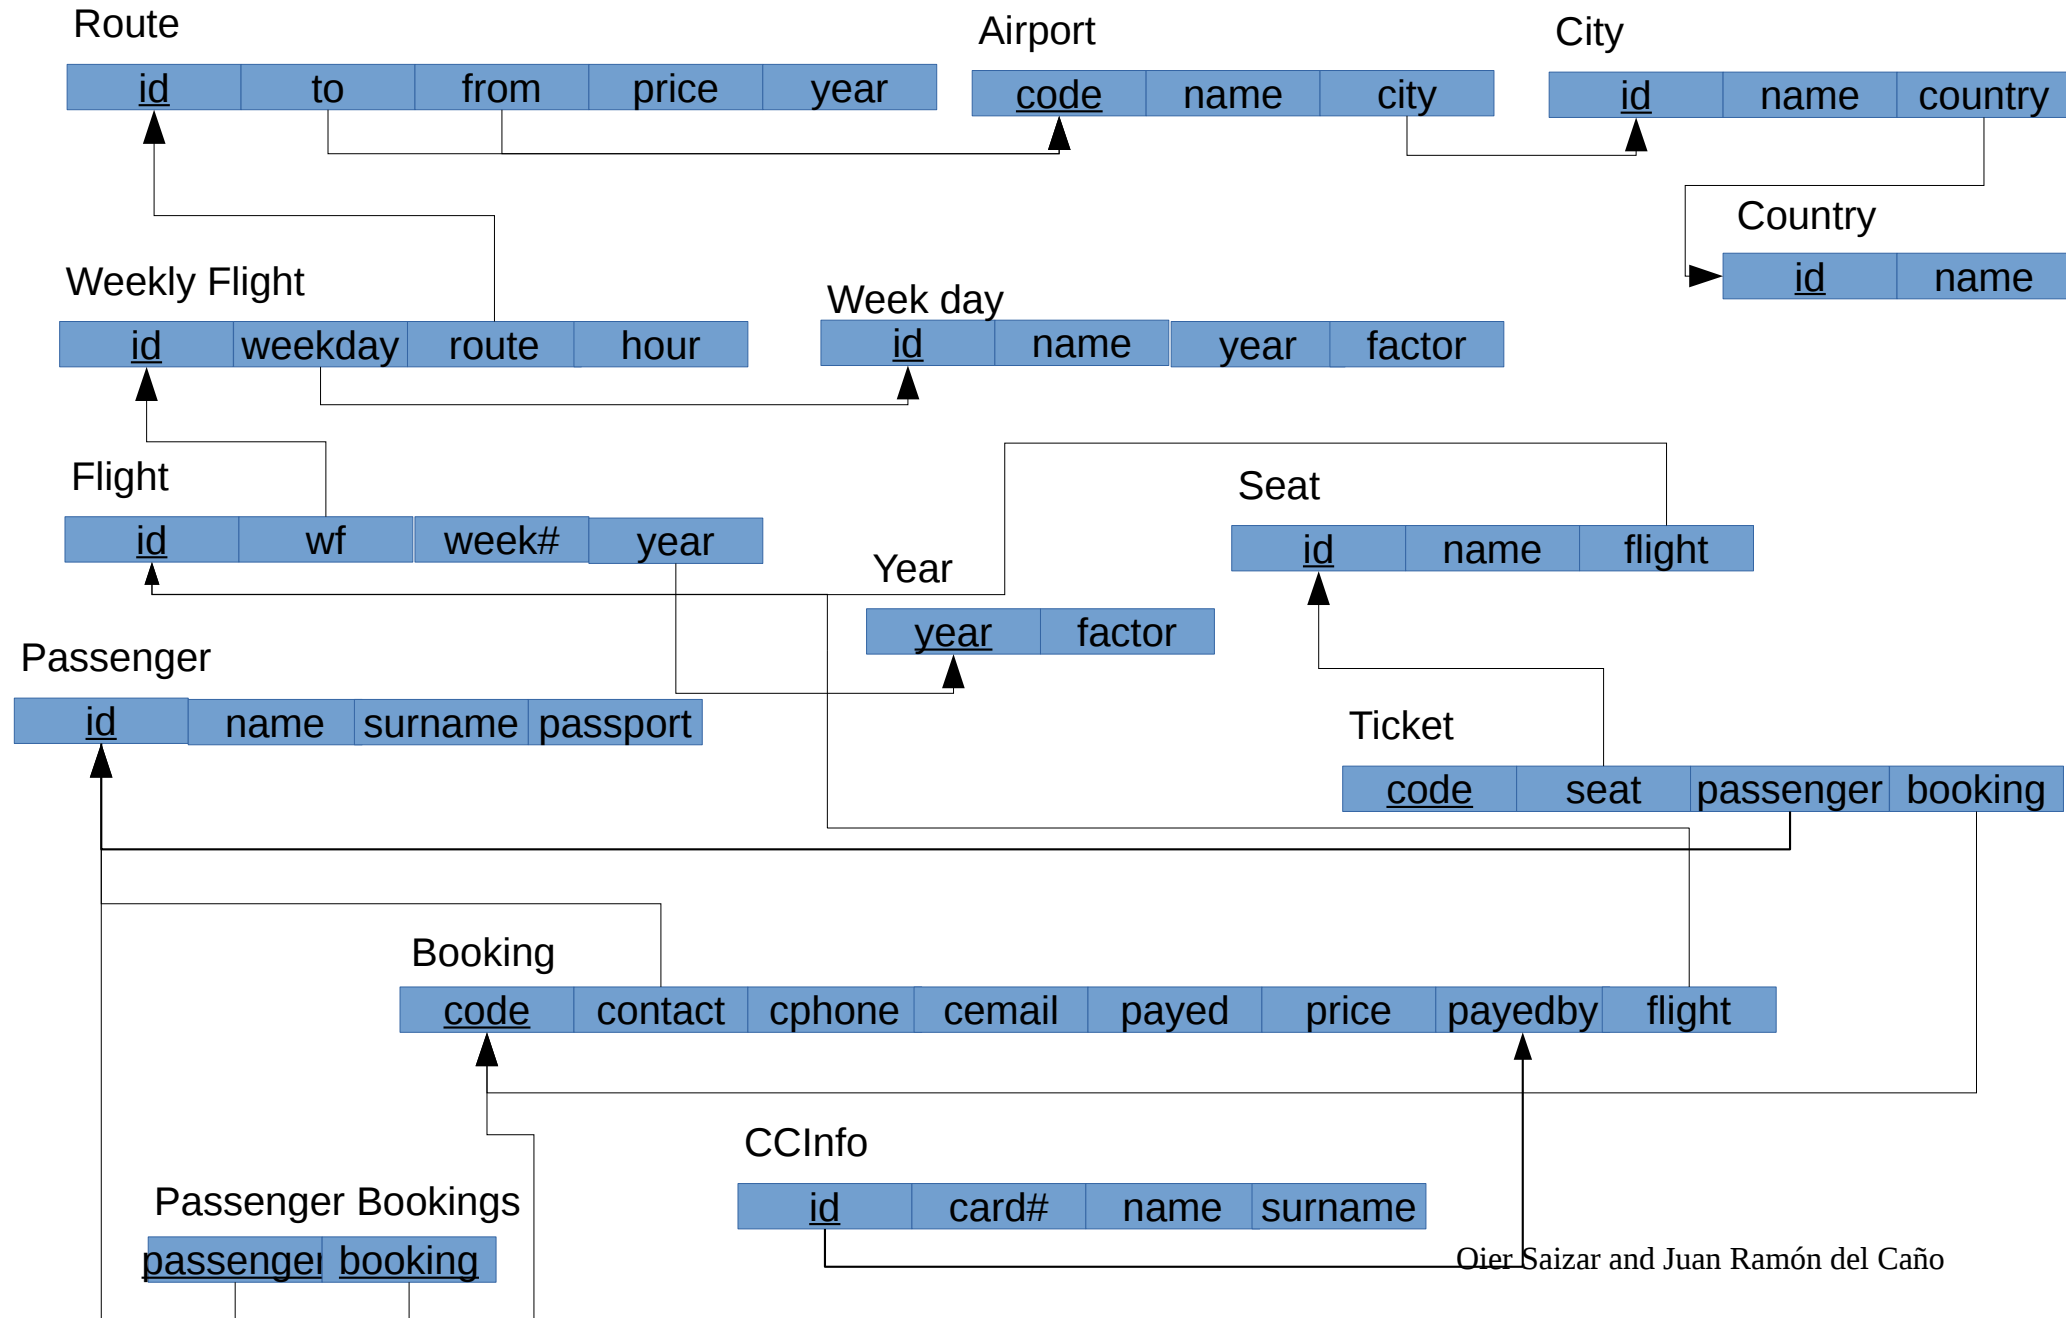 Route
id to from price year
Airport
code name city
City
id name country
Country
id name
Weekly Flight
id weekday route hour
Week day
id name year factor
Flight
id wf week# year
Year
year factor
Seat
id name flight
Passenger
id name surname passport
Ticket
code seat passenger booking
Booking
code contact cphone cemail payed price payedby flight
CCInfo
id card# name surname
Passenger Bookings
passenger booking
Oier Saizar and Juan Ramón del Caño